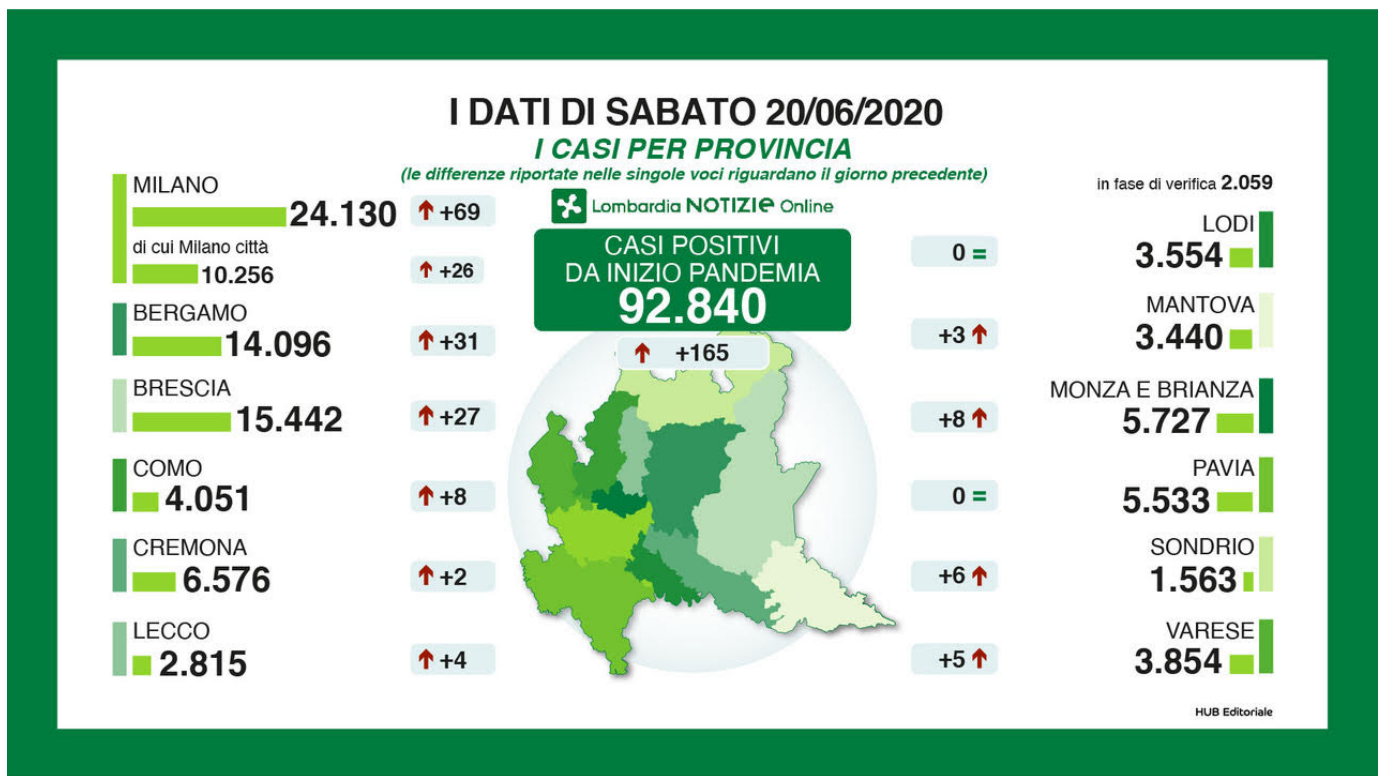 I DATI DI SABATO 20/06/2020
I CASI PER PROVINCIA
(le differenze riportate nelle singole voci riguardano il giorno precedente)
Lombardia NOTIZIe Online
CASI POSITIVI
DA INIZIO PANDEMIA
92.840
+165
MILANO
24.130 +69
di cui Milano città
10.256 +26
BERGAMO
14.096 +31
BRESCIA
15.442 +27
COMO
4.051 +8
CREMONA
6.576 +2
LECCO
2.815 +4
in fase di verifica 2.059
LODI
0 = 3.554
MANTOVA
+3 3.440
MONZA E BRIANZA
+8 5.727
PAVIA
0 = 5.533
SONDRIO
+6 1.563
VARESE
+5 3.854
HUB Editoriale